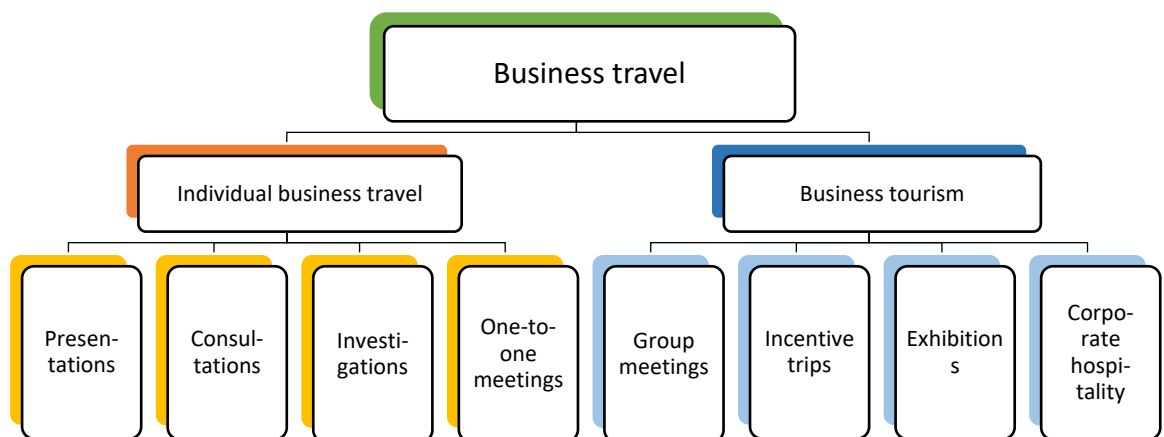 Business travel
Individual business travel
Business tourism
Presen-
tations
Consul-
tations
Investi-
gations
One-to-
one
meetings
Group
meetings
Incentive
trips
Exhibition
s
Corpo-
rate
hospi-
tality